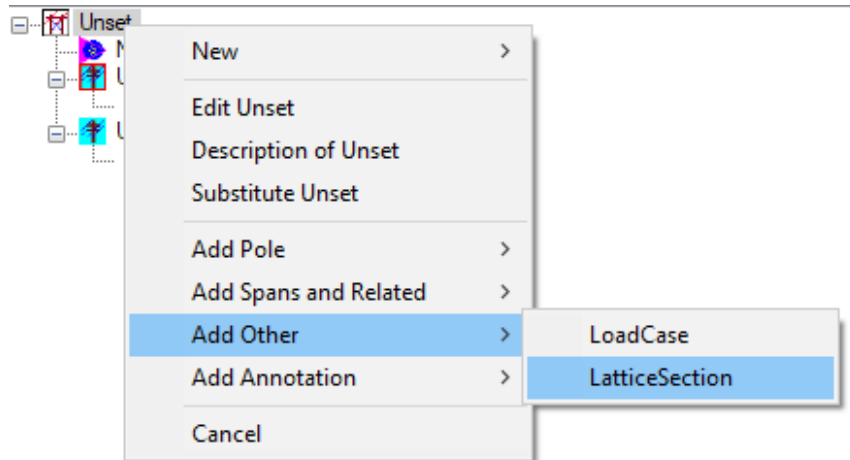 Unset
New
Edit Unset
Description of Unset
Substitute Unset
Add Pole
Add Spans and Related
Add Other
LoadCase
Add Annotation
LatticeSection
Cancel